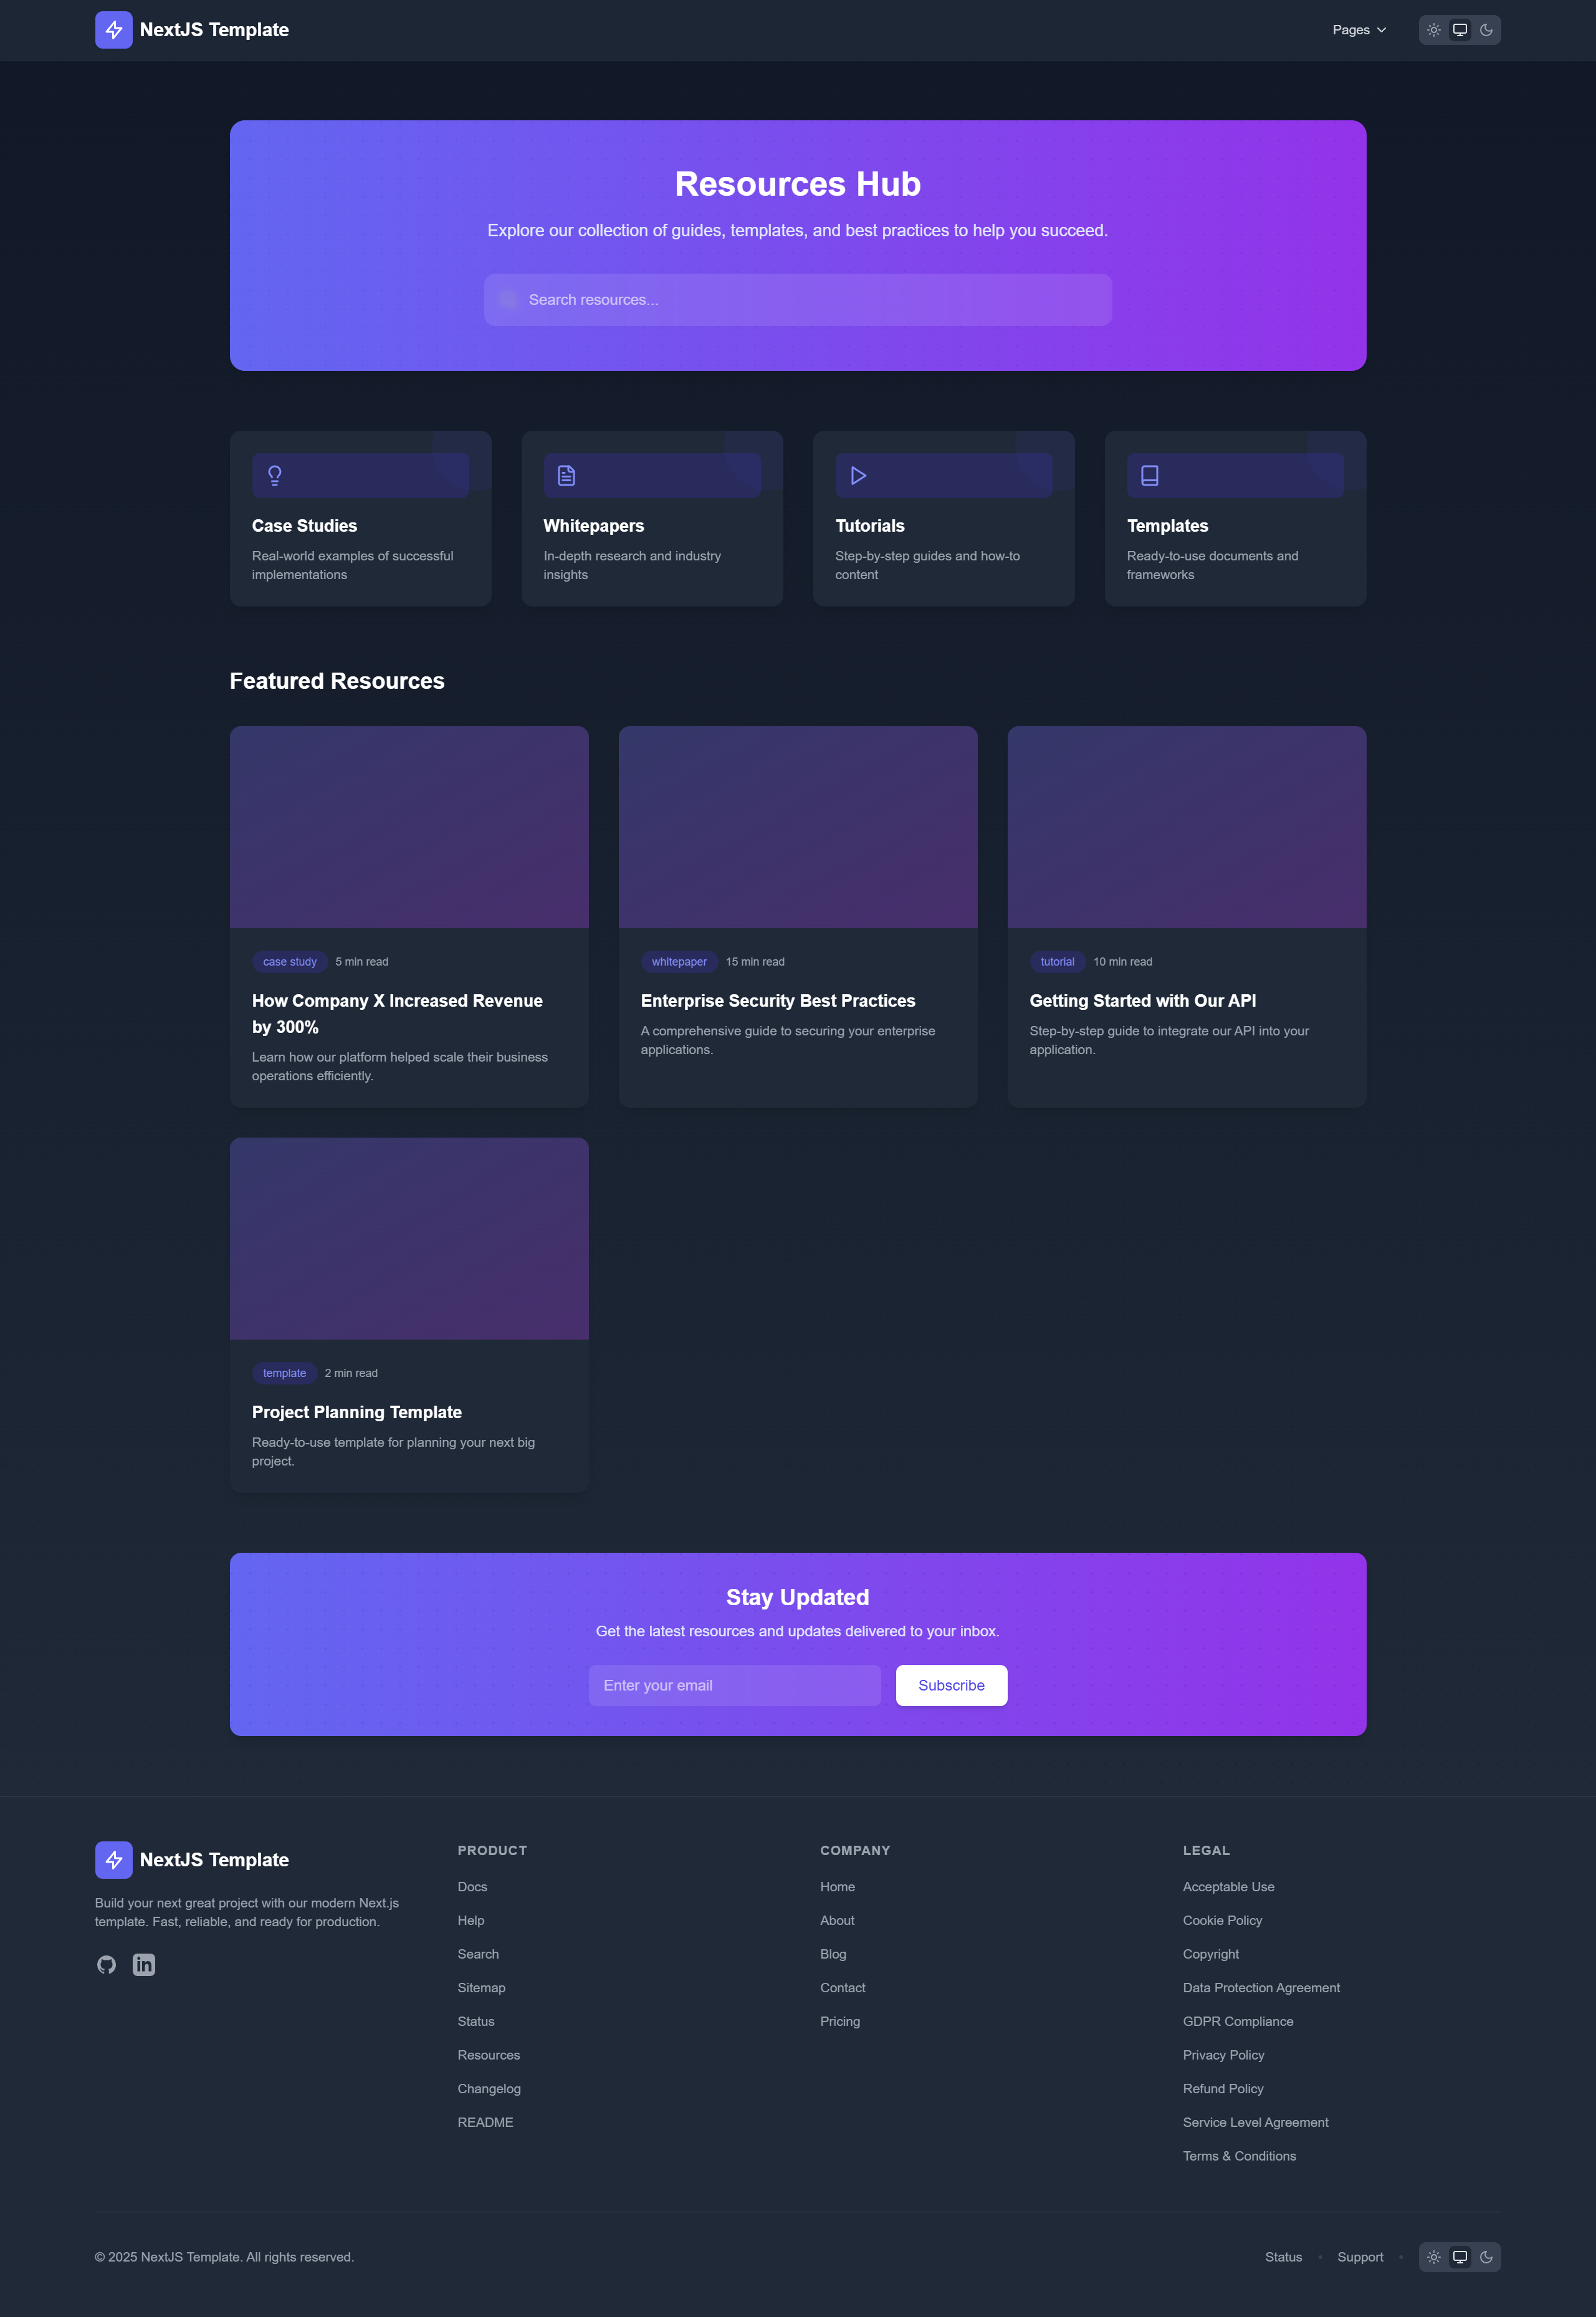 NextJS Template
Pages
Resources Hub
Explore our collection of guides, templates, and best practices to help you succeed.
Search resources...
Case Studies
Real-world examples of successful
implementations
Whitepapers
In-depth research and industry
insights
Tutorials
Step-by-step guides and how-to
content
Templates
Ready-to-use documents and
frameworks
Featured Resources
case study
5 min read
How Company X Increased Revenue
by 300%
Learn how our platform helped scale their business
operations efficiently.
whitepaper
15 min read
Enterprise Security Best Practices
A comprehensive guide to securing your enterprise
applications.
tutorial
10 min read
Getting Started with Our API
Step-by-step guide to integrate our API into your
application.
template
2 min read
Project Planning Template
Ready-to-use template for planning your next big
project.
Stay Updated
Get the latest resources and updates delivered to your inbox.
Enter your email
Subscribe
NextJS Template
Build your next great project with our modern Next.js
template. Fast, reliable, and ready for production.
in
PRODUCT
Docs
Help
Search
Sitemap
Status
Resources
Changelog
README
COMPANY
Home
About
Blog
Contact
Pricing
LEGAL
Acceptable Use
Cookie Policy
Copyright
Data Protection Agreement
GDPR Compliance
Privacy Policy
Refund Policy
Service Level Agreement
Terms & Conditions
© 2025 NextJS Template. All rights reserved.
Status
•
Support
•